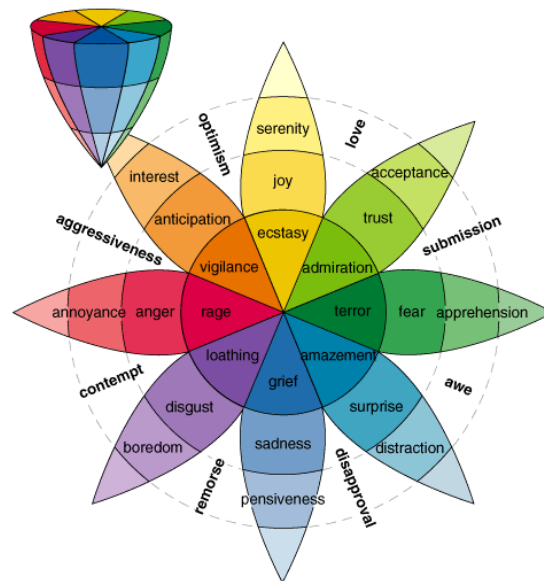 optimism
love
serenity
interest
acceptance
joy
anticipation
trust
aggressiveness
submission
ecstasy
vigilance
admiration
annoyance
anger
rage
terror
fear
apprehension
loathing
amazement
contempt
awe
grief
disgust
surprise
boredom
sadness
distraction
remorse
disapproval
pensiveness